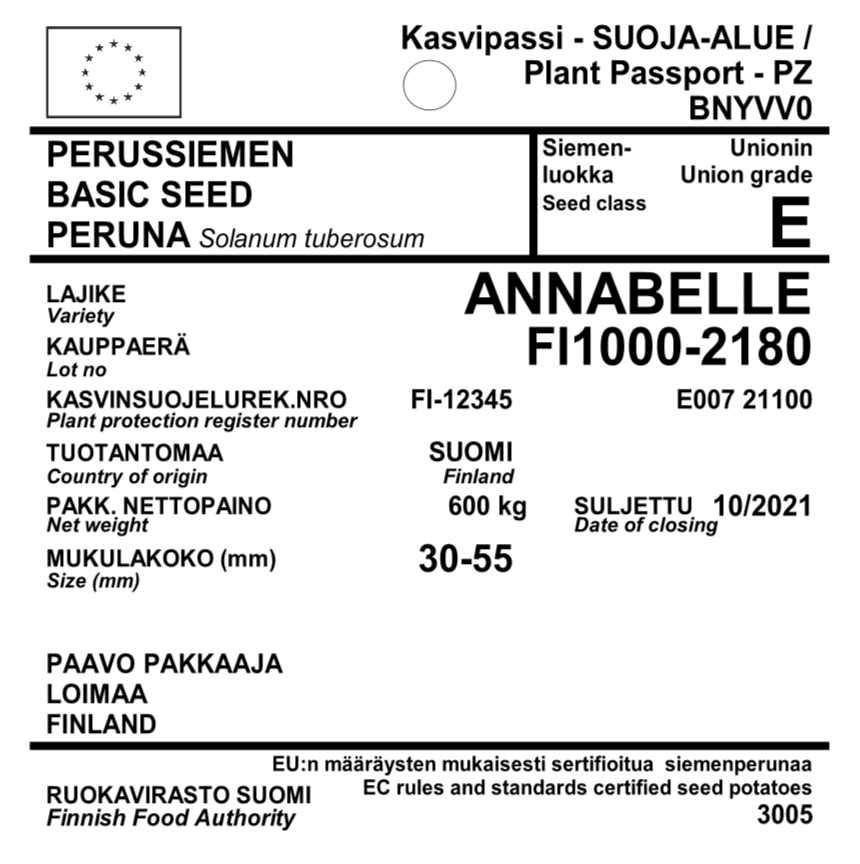 Kasvipassi - SUOJA-ALUE /
Plant Passport - PZ
BNYVV0
PERUSSIEMEN
BASIC SEED
PERUNA Solanum tuberosum
Siemen- Unionin
luokka Union grade
Seed class
E
LAJIKE ANNABELLE
Variety
KAUPPAERÄ FI1000-2180
Lot no
KASVINSUOJELUREK.NRO FI-12345 E007 21100
Plant protection register number
TUOTANTOMAA SUOMI
Country of origin Finland
PAKK. NETTOPAINO 600 kg SULJETTU 10/2021
Net weight Date of closing
MUKULAKOKO (mm) 30-55
Size (mm)
PAAVO PAKKAAJA
LOIMAA
FINLAND
EU:n määräysten mukaisesti sertifioitua siemenperunaa
RUOKAVIRASTO SUOMI EC rules and standards certified seed potatoes
Finnish Food Authority 3005